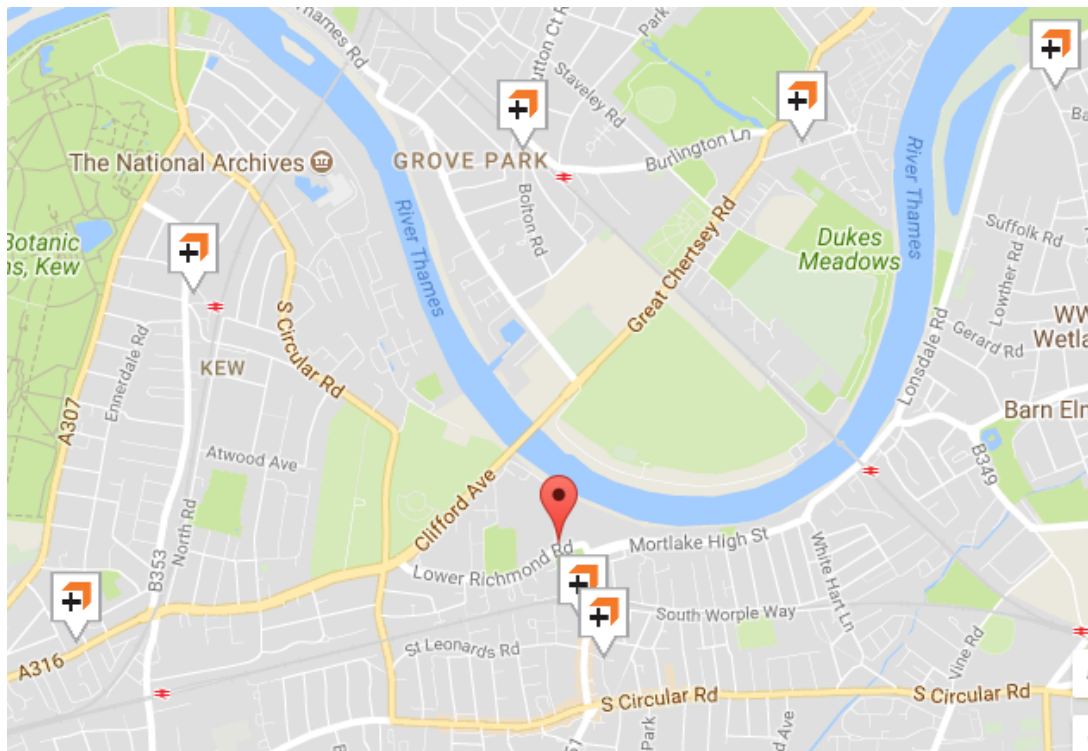 Thames Rd
Sutton Ct Rd
Park
Staveley Rd
Burlington Ln
The National Archives
GROVE PARK
Bolton Rd
River Thames
River Thames
Botanic
ns, Kew
Suffolk Rd
Dukes
Meadows
Great Chertsey Rd
Lowther Rd
WW
Wetla
Gerard Rd
Lonsdale Rd
S Circular Rd
Ennerdale Rd
KEW
A307
Barn Elm
Atwood Ave
B349
Clifford Ave
North Rd
B353
Mortlake High St
Lower Richmond Rd
White Hart Ln
South Worple Way
St Leonards Rd
Vine Rd
A316
S Circular Rd
S Circular Rd
Park
d Ave
B
51
Ba